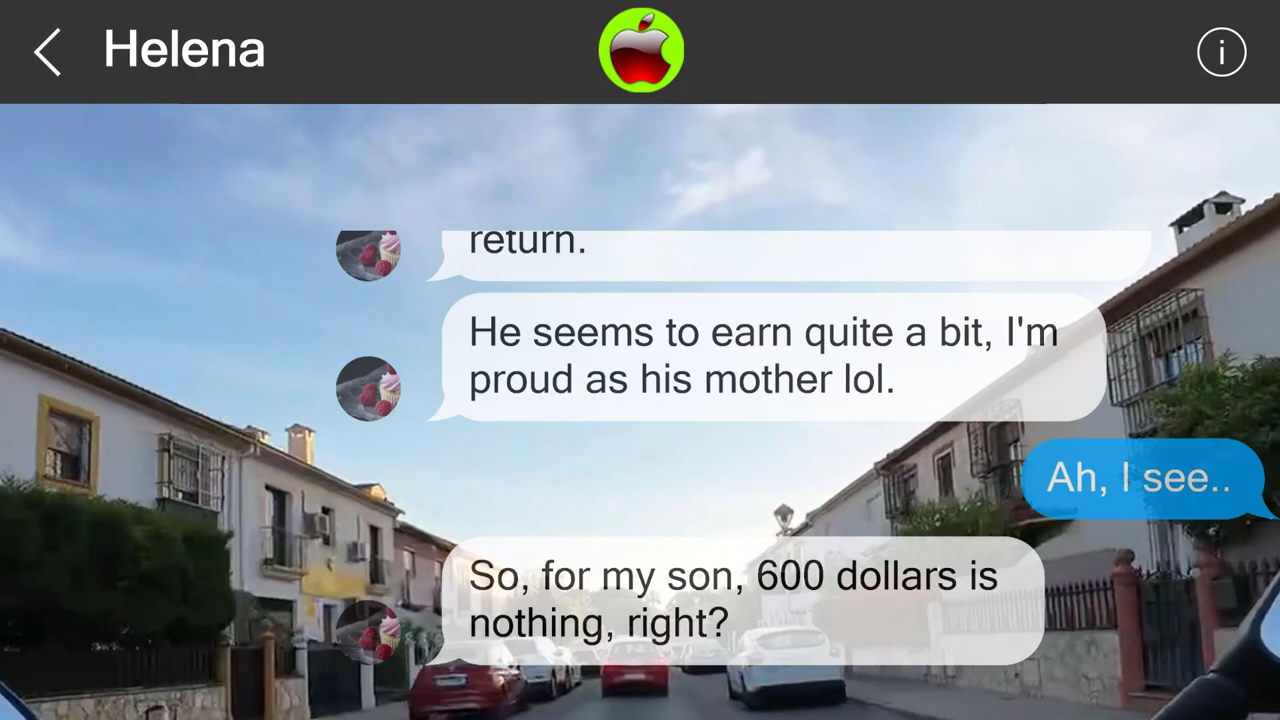 Helena
i
return.
He seems to earn quite a bit, I'm
proud as his mother lol.
Ah, I see..
So, for my son, 600 dollars is
nothing, right?